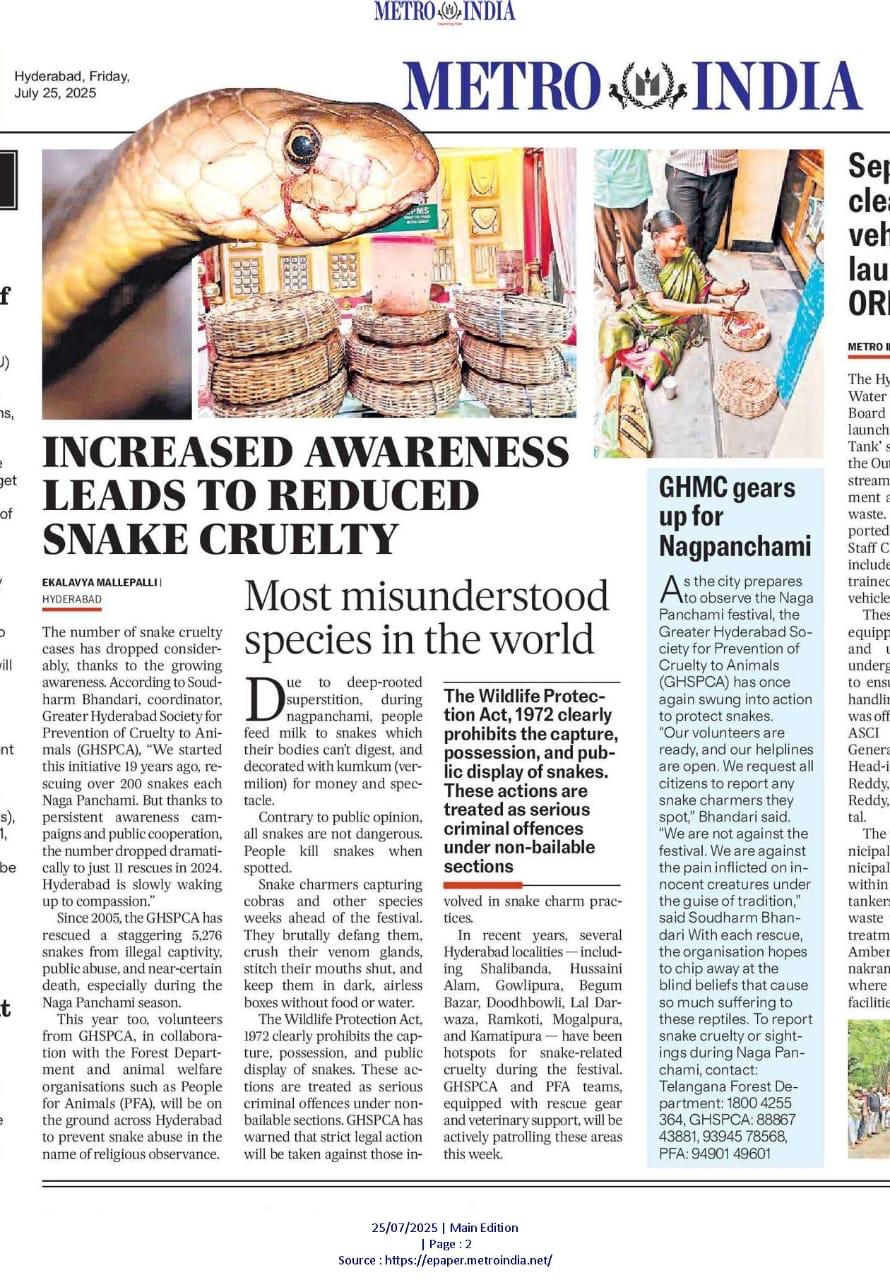 METRO INDIA
Hyderabad, Friday,
July 25, 2025
METRO INDIA
INCREASED AWARENESS
LEADS TO REDUCED
SNAKE CRUELTY
EKALAVYA MALLEPALLI |
HYDERABAD
The number of snake cruelty
cases has dropped consider-
ably, thanks to the growing
awareness. According to Soud-
harm Bhandari, coordinator,
Greater Hyderabad Society for
Prevention of Cruelty to Ani-
mals (GHSPCA), “We started
this initiative 19 years ago, re-
scuing over 200 snakes each
Naga Panchami. But thanks to
persistent awareness cam-
paigns and public cooperation,
the number dropped dramati-
cally to just 11 rescues in 2024.
Hyderabad is slowly waking
up to compassion.”
Since 2005, the GHSPCA has
rescued a staggering 5,276
snakes from illegal captivity,
public abuse, and near-certain
death, especially during the
Naga Panchami season.
This year too, volunteers
from GHSPCA, in collabora-
tion with the Forest Depart-
ment and animal welfare
organisations such as People
for Animals (PFA), will be on
the ground across Hyderabad
to prevent snake abuse in the
name of religious observance.
Most misunderstood
species in the world
Due to deep-rooted
superstition, during
nagpanchami, people
feed milk to snakes which
their bodies can’t digest, and
decorated with kumkum (ver-
milion) for money and spec-
tacle.
Contrary to public opinion,
all snakes are not dangerous.
People kill snakes when
spotted.
Snake charmers capturing
cobras and other species
weeks ahead of the festival.
They brutally defang them,
crush their venom glands,
stitch their mouths shut, and
keep them in dark, airless
boxes without food or water.
The Wildlife Protection Act,
1972 clearly prohibits the cap-
ture, possession, and public
display of snakes. These ac-
tions are treated as serious
criminal offences under non-
bailable sections. GHSPCA has
warned that strict legal action
will be taken against those in-
The Wildlife Protec-
tion Act, 1972 clearly
prohibits the capture,
possession, and pub-
lic display of snakes.
These actions are
treated as serious
criminal offences
under non-bailable
sections
volved in snake charm prac-
tices.
In recent years, several
Hyderabad localities — includ-
ing Shalibanda, Hussaini
Alam, Gowlipura, Begum
Bazar, Doodhbowli, Lal Dar-
waza, Ramkoti, Mogalpura,
and Kamatipura — have been
hotspots for snake-related
cruelty during the festival.
GHSPCA and PFA teams,
equipped with rescue gear
and veterinary support, will be
actively patrolling these areas
this week.
GHMC gears
up for
Nagpanchami
As the city prepares
to observe the Naga
Panchami festival, the
Greater Hyderabad So-
ciety for Prevention of
Cruelty to Animals
(GHSPCA) has once
again swung into action
to protect snakes.
“Our volunteers are
ready, and our helplines
are open. We request all
citizens to report any
snake charmers they
spot,” Bhandari said.
“We are not against the
festival. We are against
the pain inflicted on in-
nocent creatures under
the guise of tradition,”
said Soudharm Bhan-
dari With each rescue,
the organisation hopes
to chip away at the
blind beliefs that cause
so much suffering to
these reptiles. To report
snake cruelty or sight-
ings during Naga Pan-
chami, contact:
Telangana Forest De-
partment: 1800 4255
364, GHSPCA: 88867
43881, 93945 78568,
PFA: 94901 49601
25/07/2025 | Main Edition
| Page : 2
Source : https://epaper.metroindia.net/